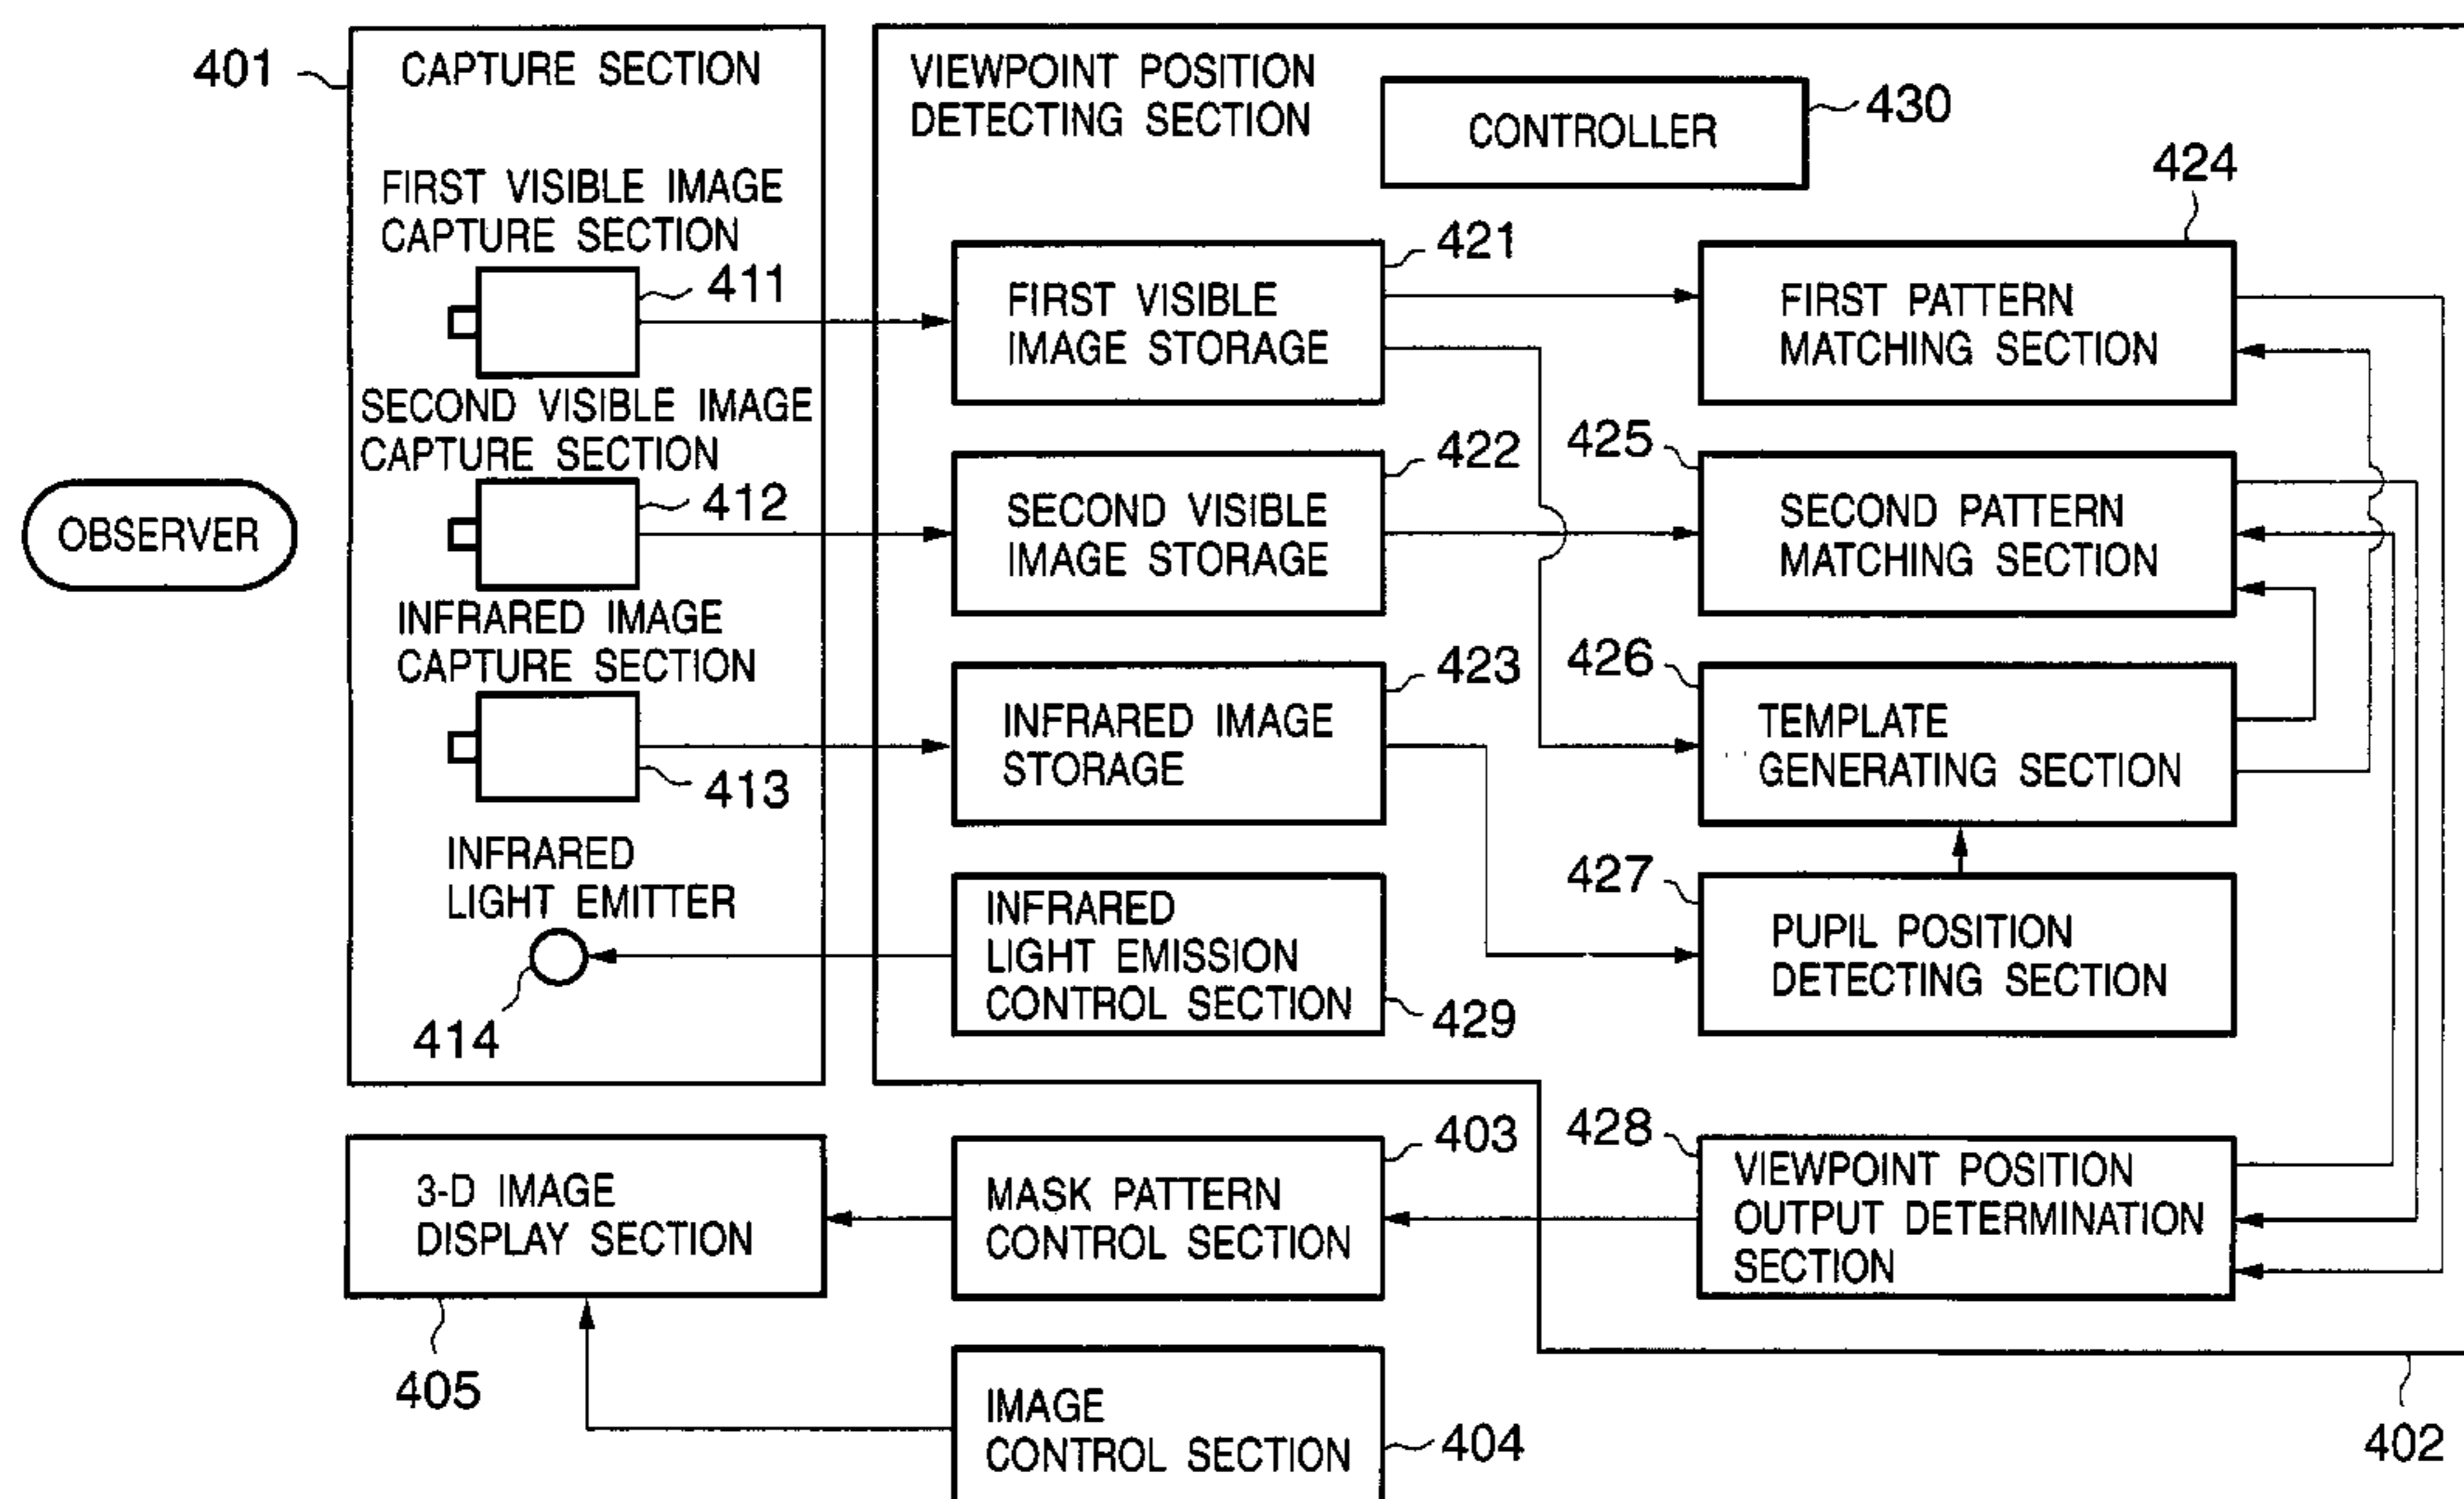 401
CAPTURE SECTION
FIRST VISIBLE IMAGE
CAPTURE SECTION
411
SECOND VISIBLE IMAGE
CAPTURE SECTION
412
OBSERVER
INFRARED IMAGE
CAPTURE SECTION
413
INFRARED
LIGHT EMITTER
414
VIEWPOINT POSITION
DETECTING SECTION
CONTROLLER
430
424
421
FIRST VISIBLE
IMAGE STORAGE
FIRST PATTERN
MATCHING SECTION
422
SECOND VISIBLE
IMAGE STORAGE
425
SECOND PATTERN
MATCHING SECTION
423
INFRARED IMAGE
STORAGE
426
TEMPLATE
GENERATING SECTION
INFRARED
LIGHT EMISSION
CONTROL SECTION
429
427
PUPIL POSITION
DETECTING SECTION
3-D IMAGE
DISPLAY SECTION
405
403
MASK PATTERN
CONTROL SECTION
428
VIEWPOINT POSITION
OUTPUT DETERMINATION
SECTION
IMAGE
CONTROL SECTION
404
402